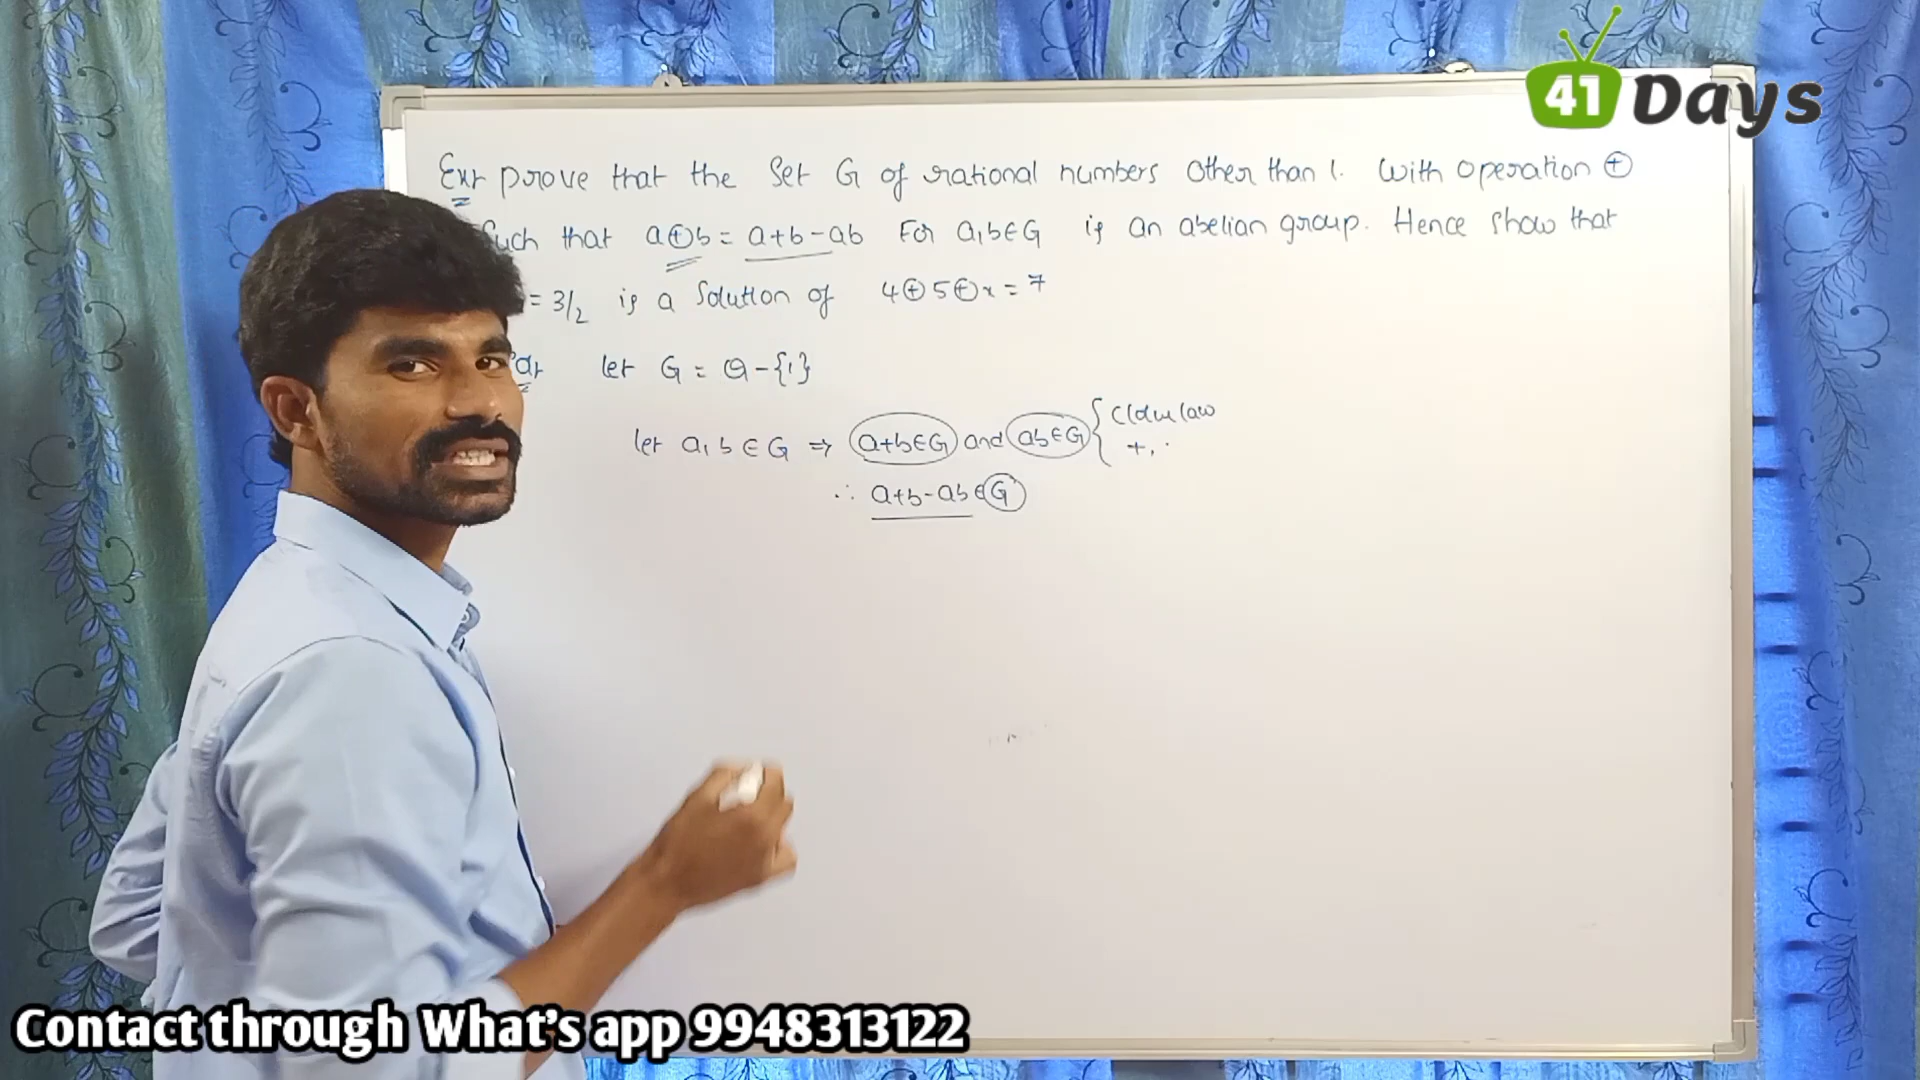 41 Days
Ex:- prove that the Set G of rational numbers other than 1. with operation ⊕
Such that a⊕b = a+b-ab For a,b∈G is an abelian group. Hence show that
= 3/2 is a Solution of 4⊕5⊕x = 7
let G = Q-{1}
let a, b ∈ G ⇒ a+b∈G and ab∈G { law
+, ·
∴ a+b-ab ∈ G
Contact through What's app 9948313122